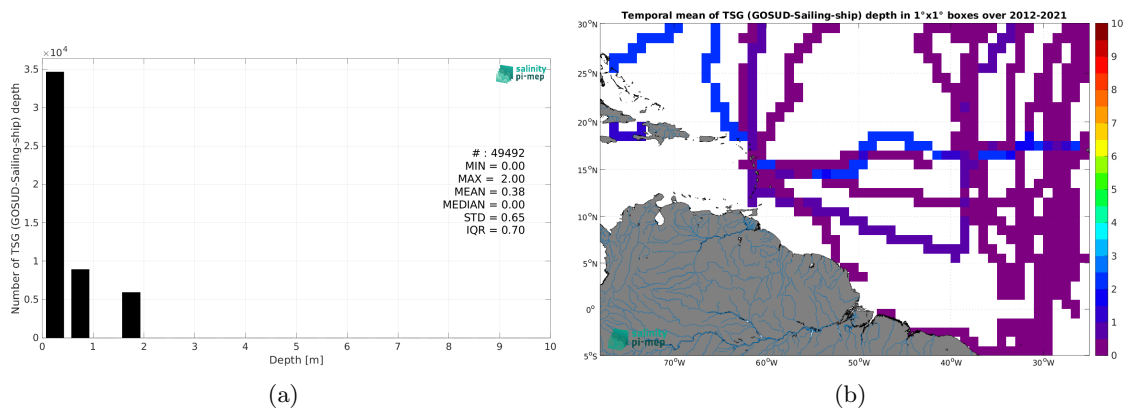 ×10⁴
3.5
3
2.5
2
1.5
1
0.5
0
Number of TSG (GOSUD-Sailing-ship) depth
salinity
pi-mep
# : 49492
MIN = 0.00
MAX = 2.00
MEAN = 0.38
MEDIAN = 0.00
STD = 0.65
IQR = 0.70
0 1 2 3 4 5 6 7 8 9 10
Depth [m]
(a)
Temporal mean of TSG (GOSUD-Sailing-ship) depth in 1°x1° boxes over 2012-2021
30°N
25°N
20°N
15°N
10°N
5°N
0°
5°S
70°W 60°W 50°W 40°W 30°W
salinity
pi-mep
10
9
8
7
6
5
4
3
2
1
0
(b)